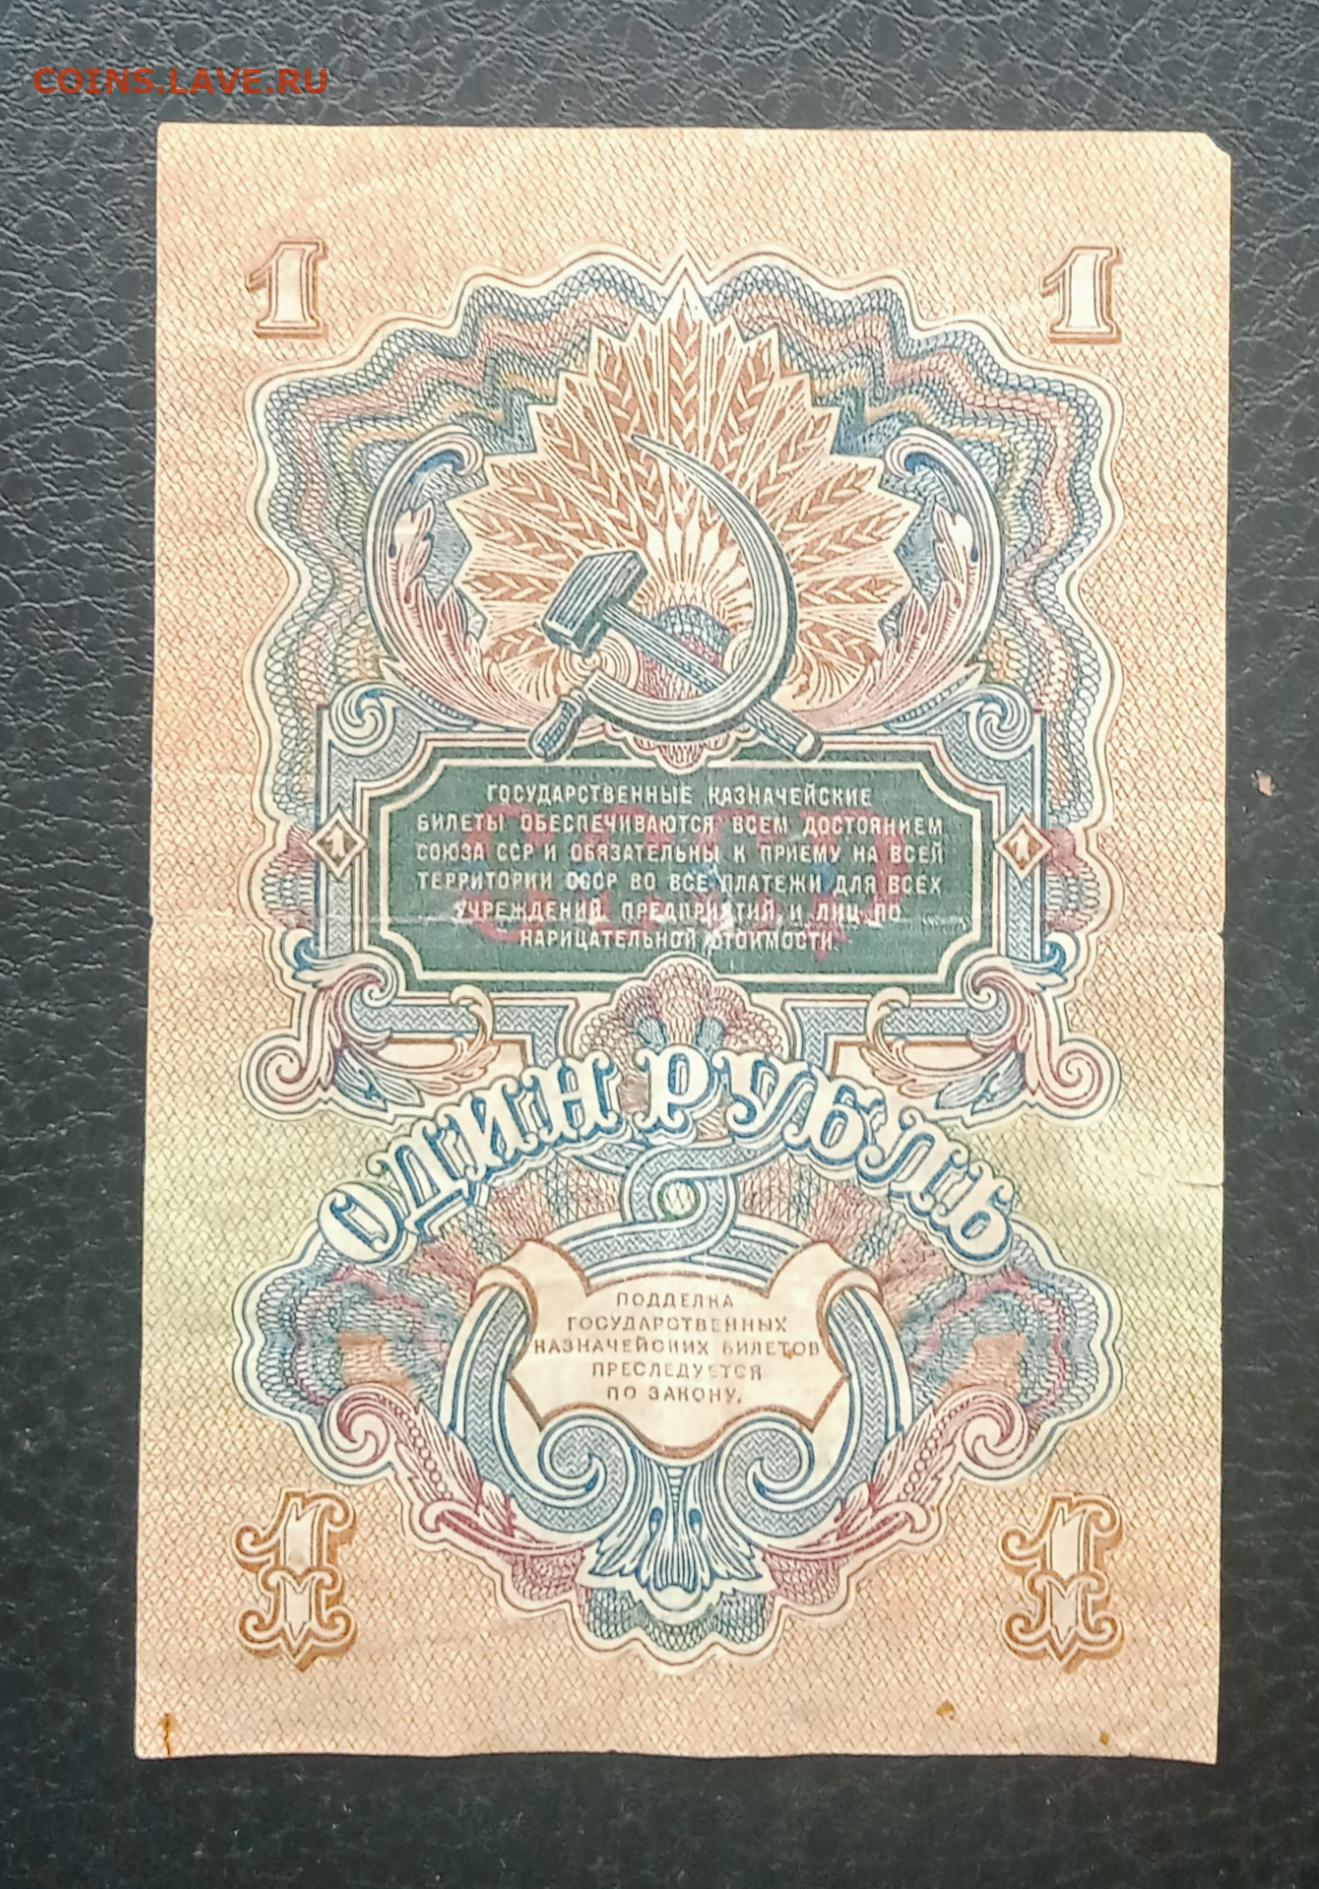 COINS.LAVE.RU
1 1
ГОСУДАРСТВЕННЫЕ КАЗНАЧЕЙСКИЕ
БИЛЕТЫ ОБЕСПЕЧИВАЮТСЯ ВСЕМ ДОСТОЯНИЕМ
СОЮЗА ССР И ОБЯЗАТЕЛЬНЫ К ПРИЕМУ НА ВСЕЙ
ТЕРРИТОРИИ СССР ВО ВСЕ ПЛАТЕЖИ ДЛЯ ВСЕХ
УЧРЕЖДЕНИЙ, ПРЕДПРИЯТИЙ И ЛИЦ ПО
НАРИЦАТЕЛЬНОЙ СТОИМОСТИ.
1 1
СССР
ОДИН РУБЛЬ
ПОДДЕЛКА
ГОСУДАРСТВЕННЫХ
КАЗНАЧЕЙСКИХ БИЛЕТОВ
ПРЕСЛЕДУЕТСЯ
ПО ЗАКОНУ.
1 1